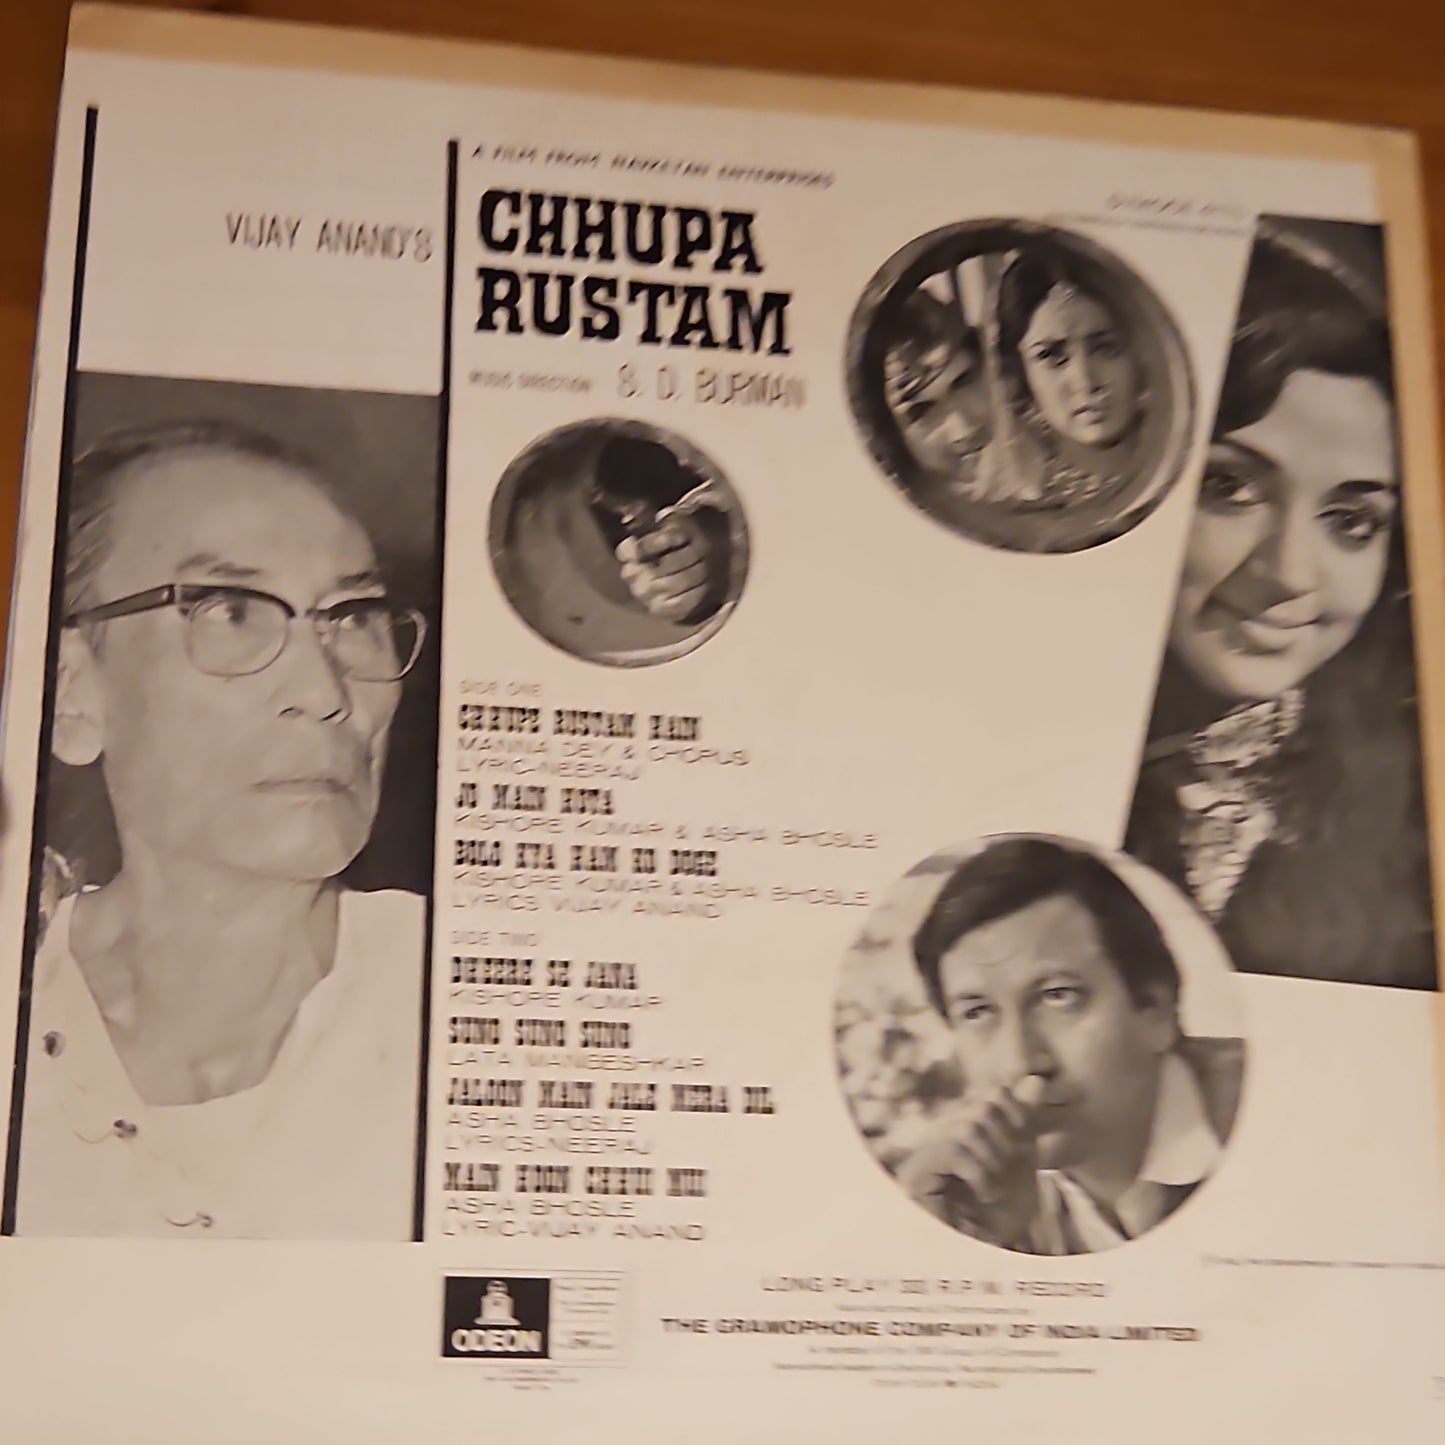 A FILM FROM NAVKETAN ENTERPRISES
VIJAY ANAND'S
CHHUPA
RUSTAM
MUSIC DIRECTION S. D. BURMAN
SIDE ONE
CHHUPE RUSTAM HAIN
MANNA DEY & CHORUS
LYRIC-NEERAJ
JO MAIN HOTA
KISHORE KUMAR & ASHA BHOSLE
BOLO KYA HAM KO DOGE
KISHORE KUMAR & ASHA BHOSLE
LYRICS VIJAY ANAND
SIDE TWO
DHEERE SE JANA
KISHORE KUMAR
SUNO SUNO SUNO
LATA MANGESHKAR
JALOON MAIN JALE MERA DIL
ASHA BHOSLE
LYRICS-NEERAJ
MAIN HOON CHHUI MUI
ASHA BHOSLE
LYRIC-VIJAY ANAND
ODEON
LONG PLAY 33⅓ R.P.M. RECORD
THE GRAMOPHONE COMPANY OF INDIA LIMITED